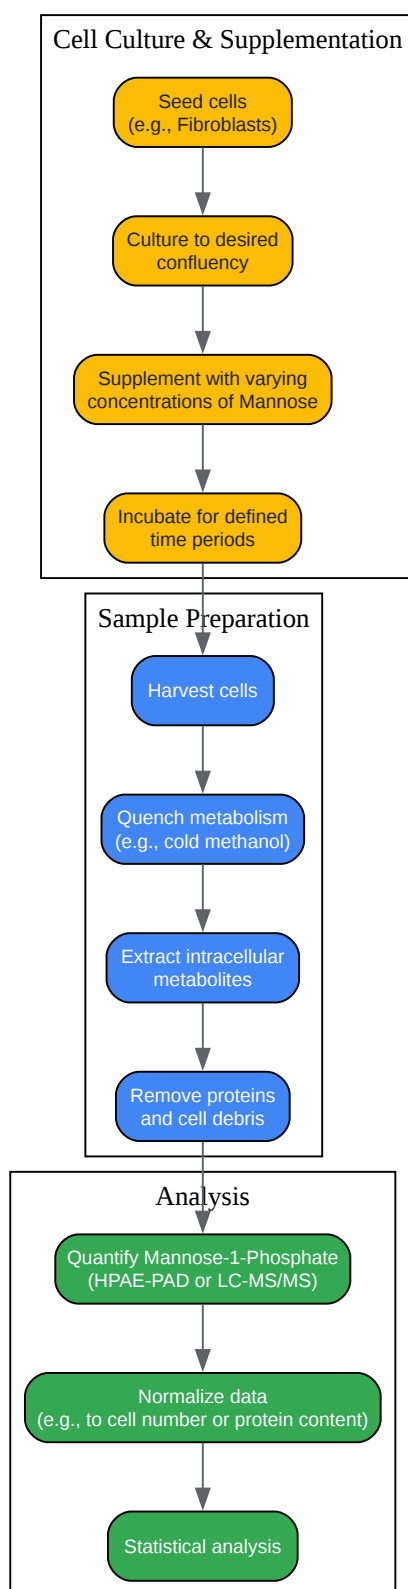 Cell Culture & Supplementation
Seed cells
(e.g., Fibroblasts)
Culture to desired
confluency
Supplement with varying
concentrations of Mannose
Incubate for defined
time periods
Sample Preparation
Harvest cells
Quench metabolism
(e.g., cold methanol)
Extract intracellular
metabolites
Remove proteins
and cell debris
Analysis
Quantify Mannose-1-Phosphate
(HPAE-PAD or LC-MS/MS)
Normalize data
(e.g., to cell number or protein content)
Statistical analysis